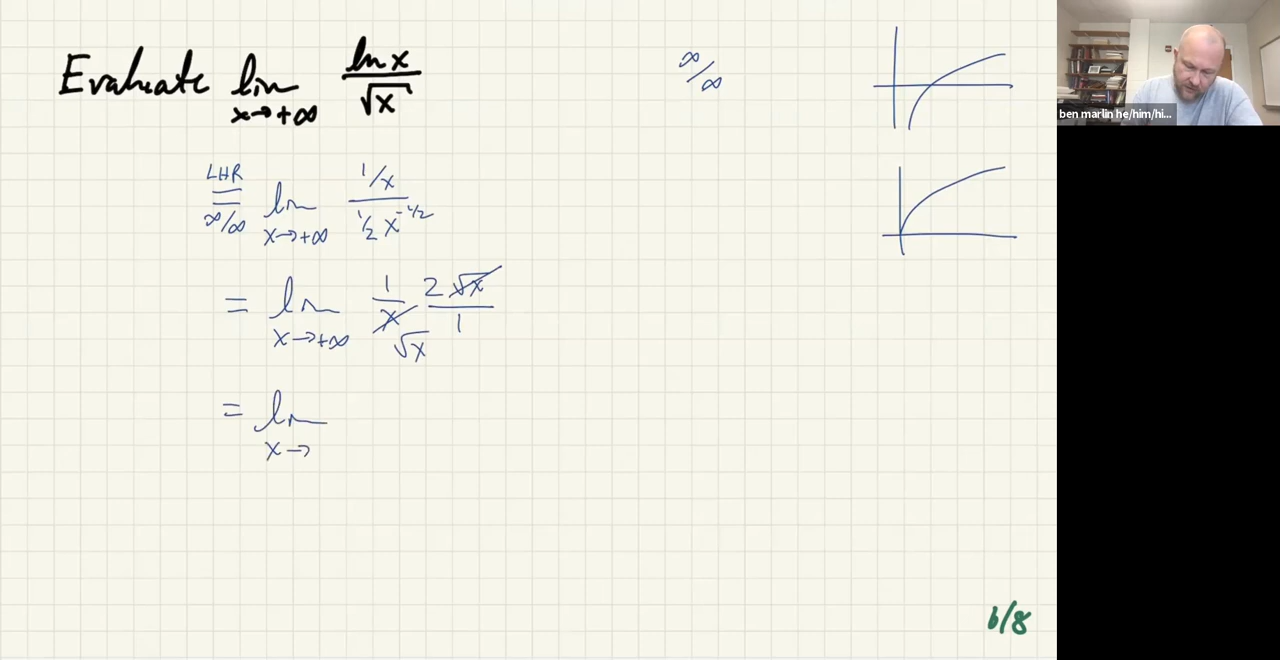 Evaluate lim x→+∞ ln x / √x
∞/∞
LHR = ∞/∞ lim x→+∞ 1/x / 1/2 x^-1/2
= lim x→+∞ 1/x 2√x/1
√x
= lim x→
6/8
ben marlin he/him/hi...